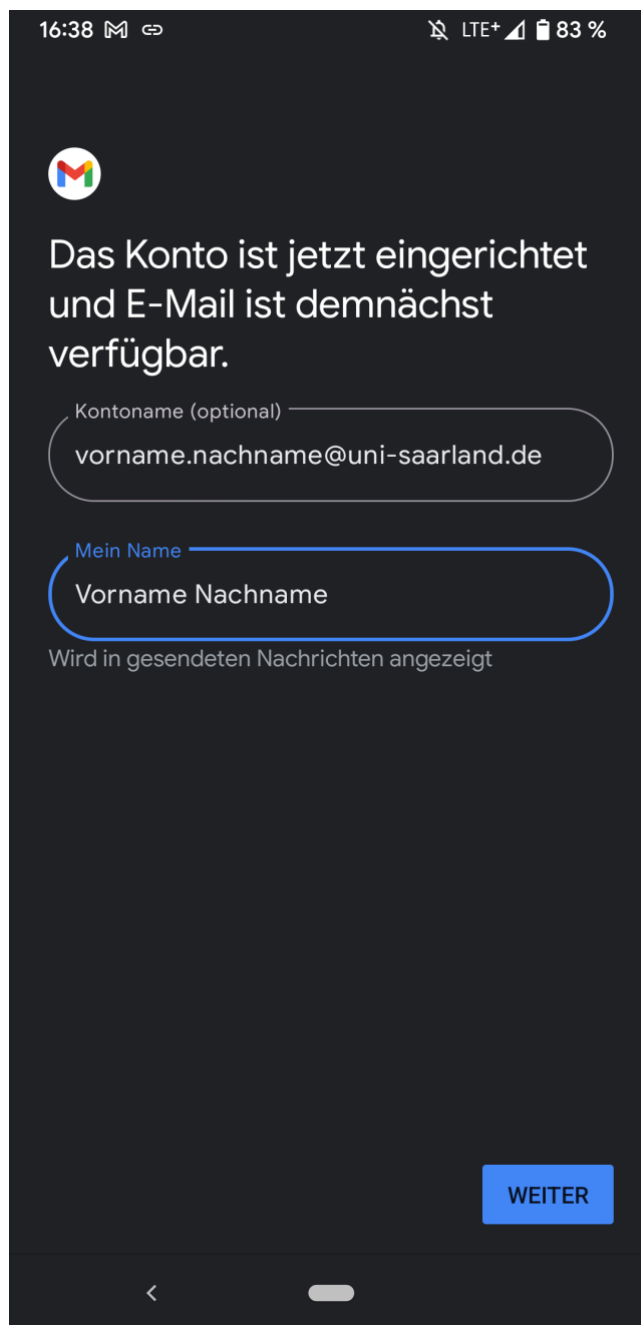 16:38 LTE+ 83 %
Das Konto ist jetzt eingerichtet
und E-Mail ist demnächst
verfügbar.
Kontoname (optional)
vorname.nachname@uni-saarland.de
Mein Name
Vorname Nachname
Wird in gesendeten Nachrichten angezeigt
WEITER